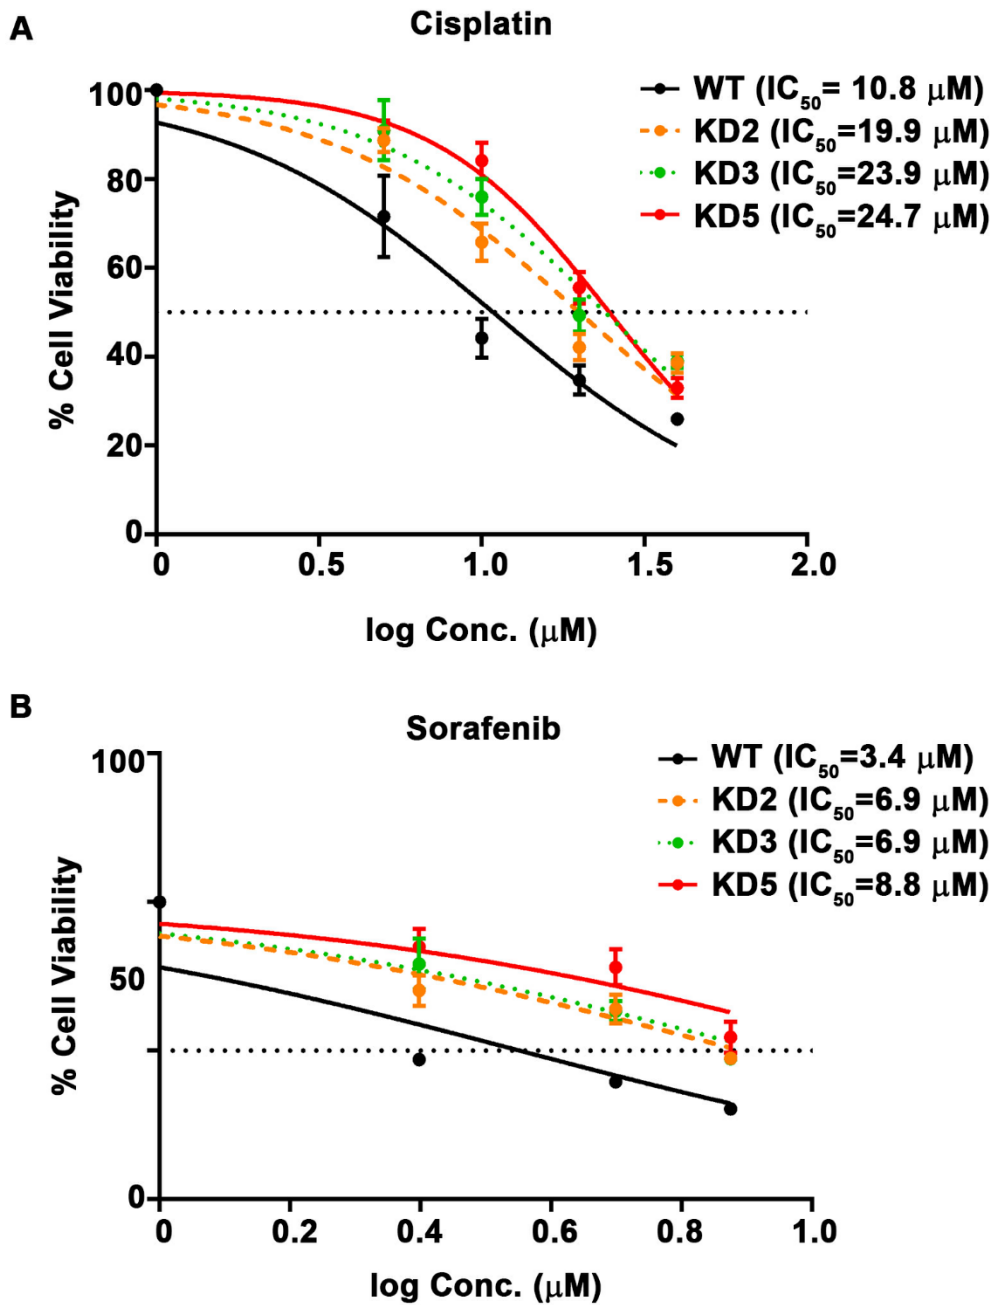 A
Cisplatin
WT (IC50= 10.8 μM)
KD2 (IC50=19.9 μM)
KD3 (IC50=23.9 μM)
KD5 (IC50=24.7 μM)
% Cell Viability
100
80
60
40
20
0
0 0.5 1.0 1.5 2.0
log Conc. (μM)
B
Sorafenib
WT (IC50=3.4 μM)
KD2 (IC50=6.9 μM)
KD3 (IC50=6.9 μM)
KD5 (IC50=8.8 μM)
% Cell Viability
100
50
0
0 0.2 0.4 0.6 0.8 1.0
log Conc. (μM)